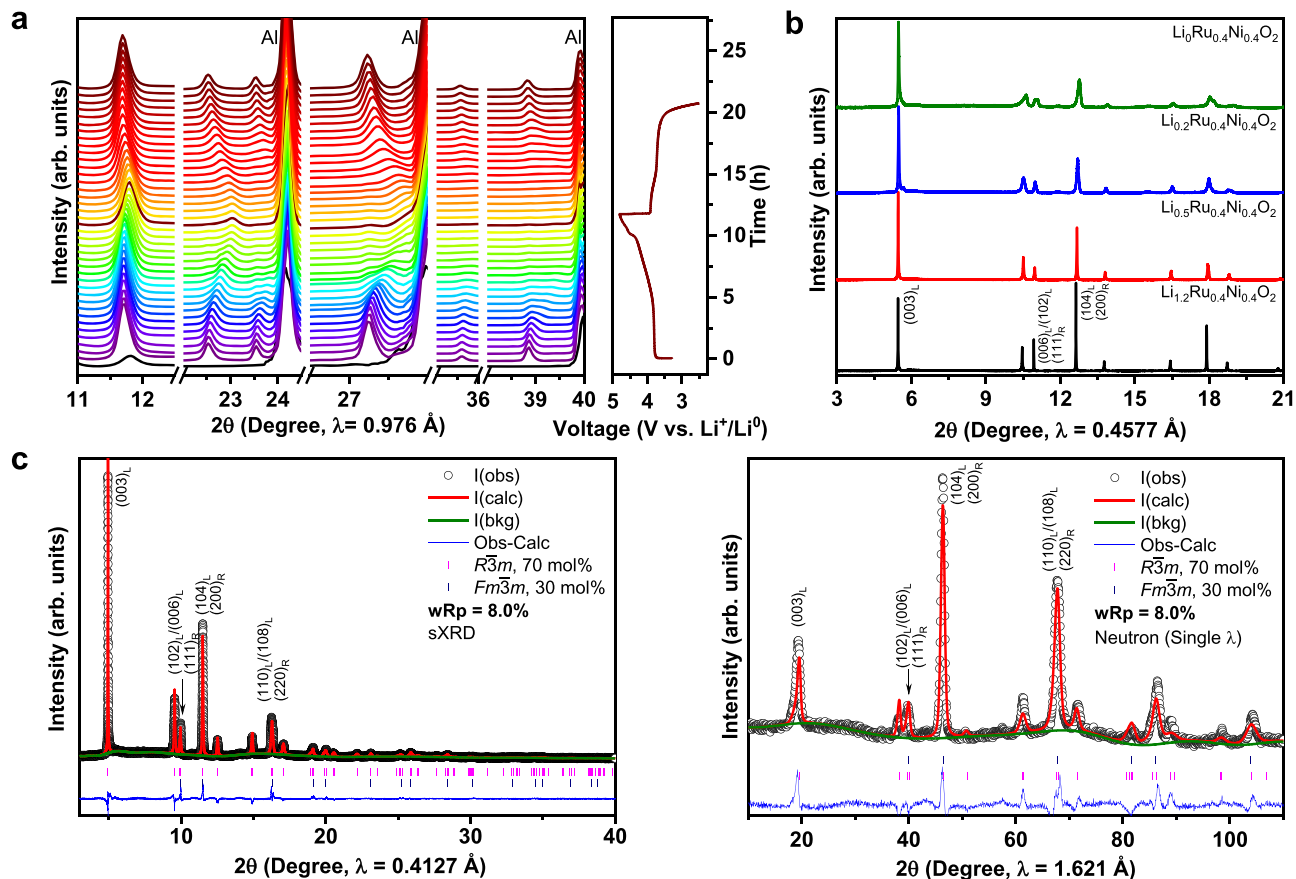 a
Al
Al
Al
Intensity (arb. units)
11
12
23
24
27
36
39
40
2θ (Degree, λ= 0.976 Å)
25
20
15
10
5
0
Time (h)
5
4
3
Voltage (V vs. Li⁺/Li⁰)
b
Li₀Ru₀.₄Ni₀.₄O₂
Li₀.₂Ru₀.₄Ni₀.₄O₂
Li₀.₅Ru₀.₄Ni₀.₄O₂
Li₁.₂Ru₀.₄Ni₀.₄O₂
(003)L
(006)L/(102)L
(111)R
(104)L
(200)R
Intensity (arb. units)
3
6
9
12
15
18
21
2θ (Degree, λ = 0.4577 Å)
c
(003)L
(102)L/(006)L
(111)R
(104)L
(200)R
(110)L/(108)L
(220)R
I(obs)
I(calc)
I(bkg)
Obs-Calc
R3̅m, 70 mol%
Fm3̅m, 30 mol%
wRp = 8.0%
sXRD
Intensity (arb. units)
10
20
30
40
2θ (Degree, λ = 0.4127 Å)
(003)L
(102)L/(006)L
(111)R
(104)L
(200)R
(110)L/(108)L
(220)R
I(obs)
I(calc)
I(bkg)
Obs-Calc
R3̅m, 70 mol%
Fm3̅m, 30 mol%
wRp = 8.0%
Neutron (Single λ)
Intensity (arb. units)
20
40
60
80
100
2θ (Degree, λ = 1.621 Å)